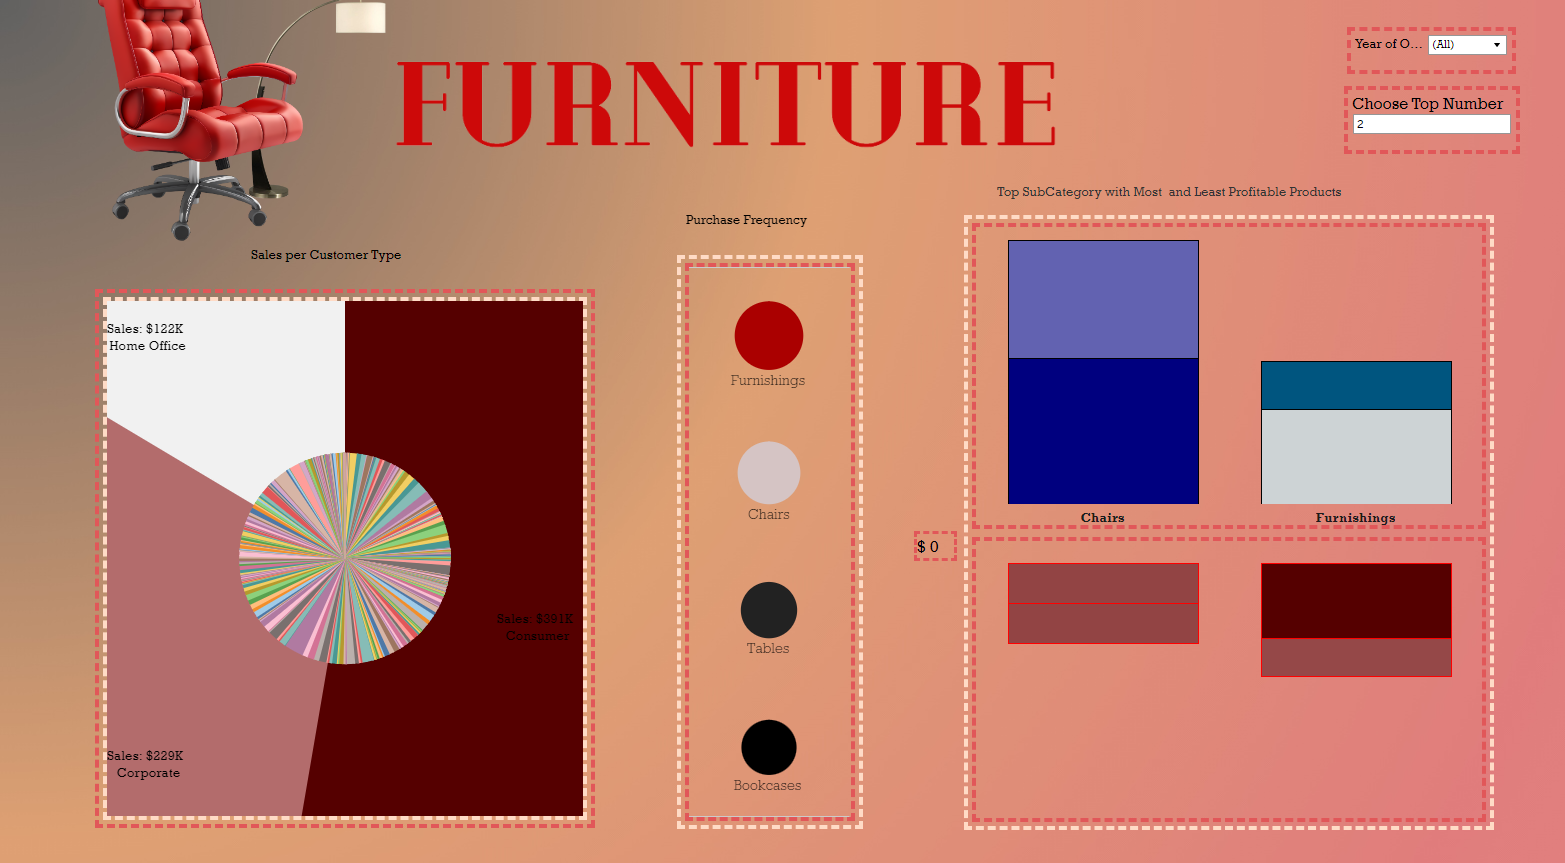 FURNITURE
Year of O...
(All)
Choose Top Number
2
Sales per Customer Type
Sales: $122K
Home Office
Sales: $391K
Consumer
Sales: $229K
Corporate
Purchase Frequency
Furnishings
Chairs
Tables
Bookcases
Top SubCategory with Most and Least Profitable Products
Chairs
Furnishings
$ 0